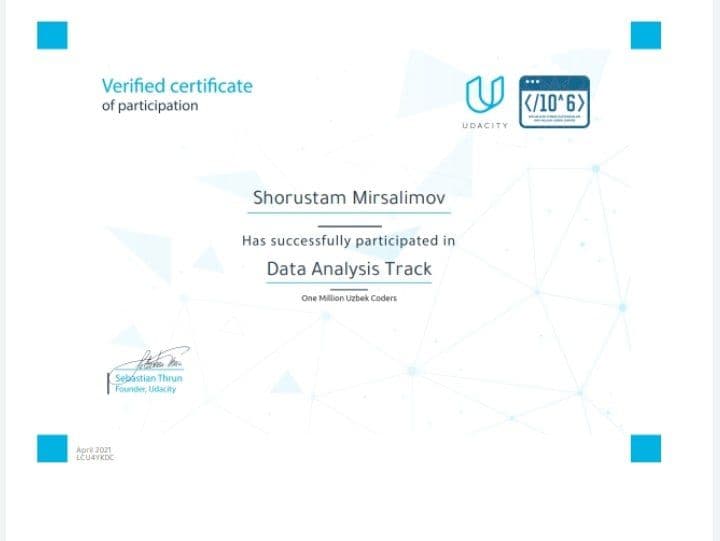 Verified certificate
of participation
UDACITY
</10^6>
Shorustam Mirsalimov
Has successfully participated in
Data Analysis Track
One Million Uzbek Coders
Sebastian Thrun
Founder, Udacity
April 2021
LCU4YKDC